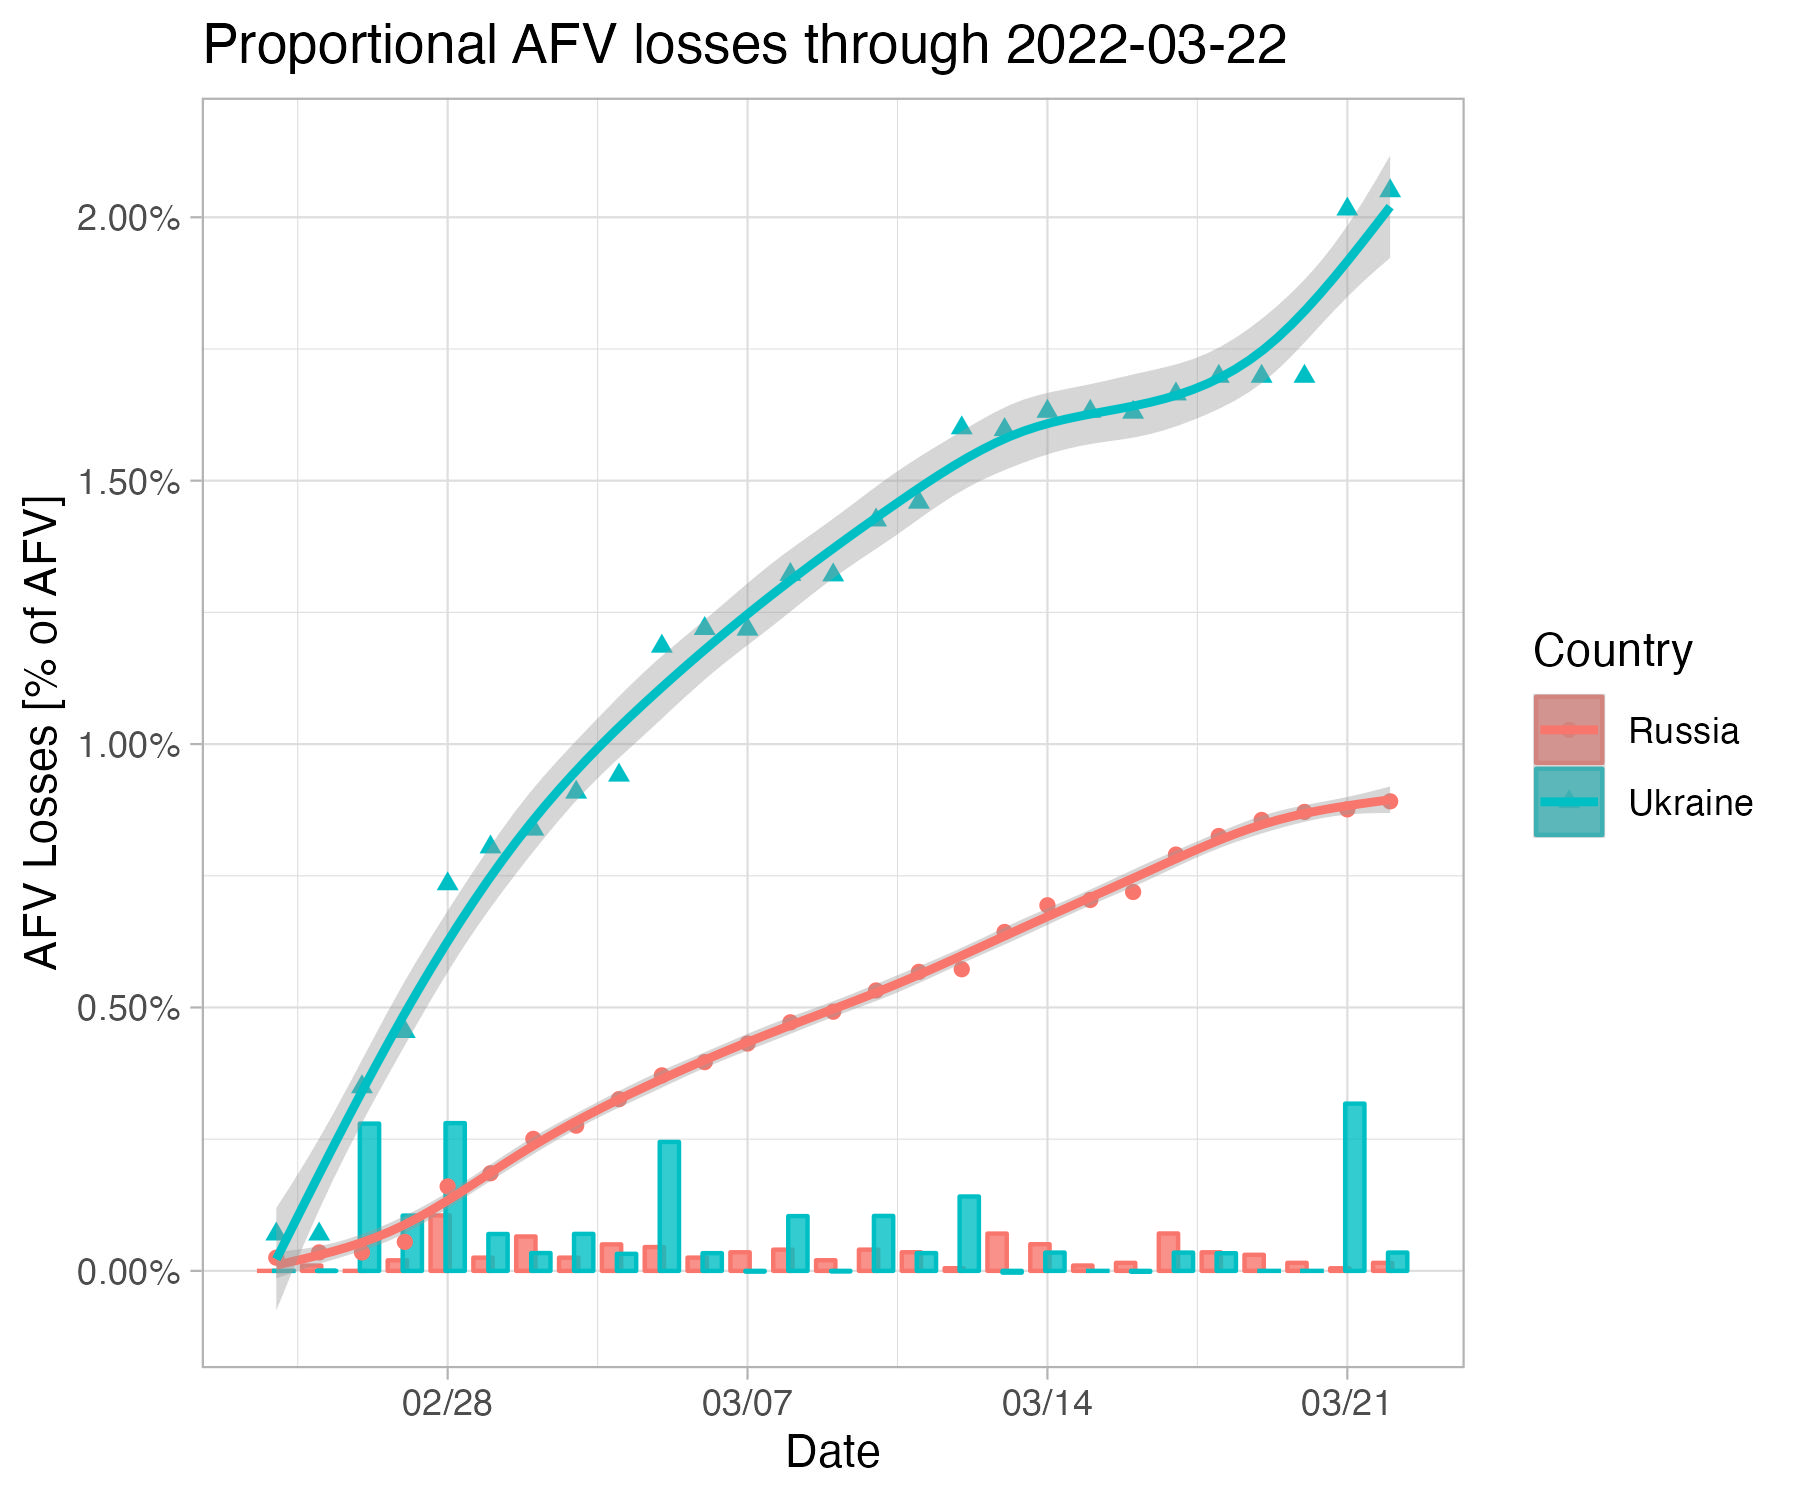 Proportional AFV losses through 2022-03-22
AFV Losses [% of AFV]
2.00%
1.50%
1.00%
0.50%
0.00%
02/28
03/07
03/14
03/21
Date
Country
Russia
Ukraine